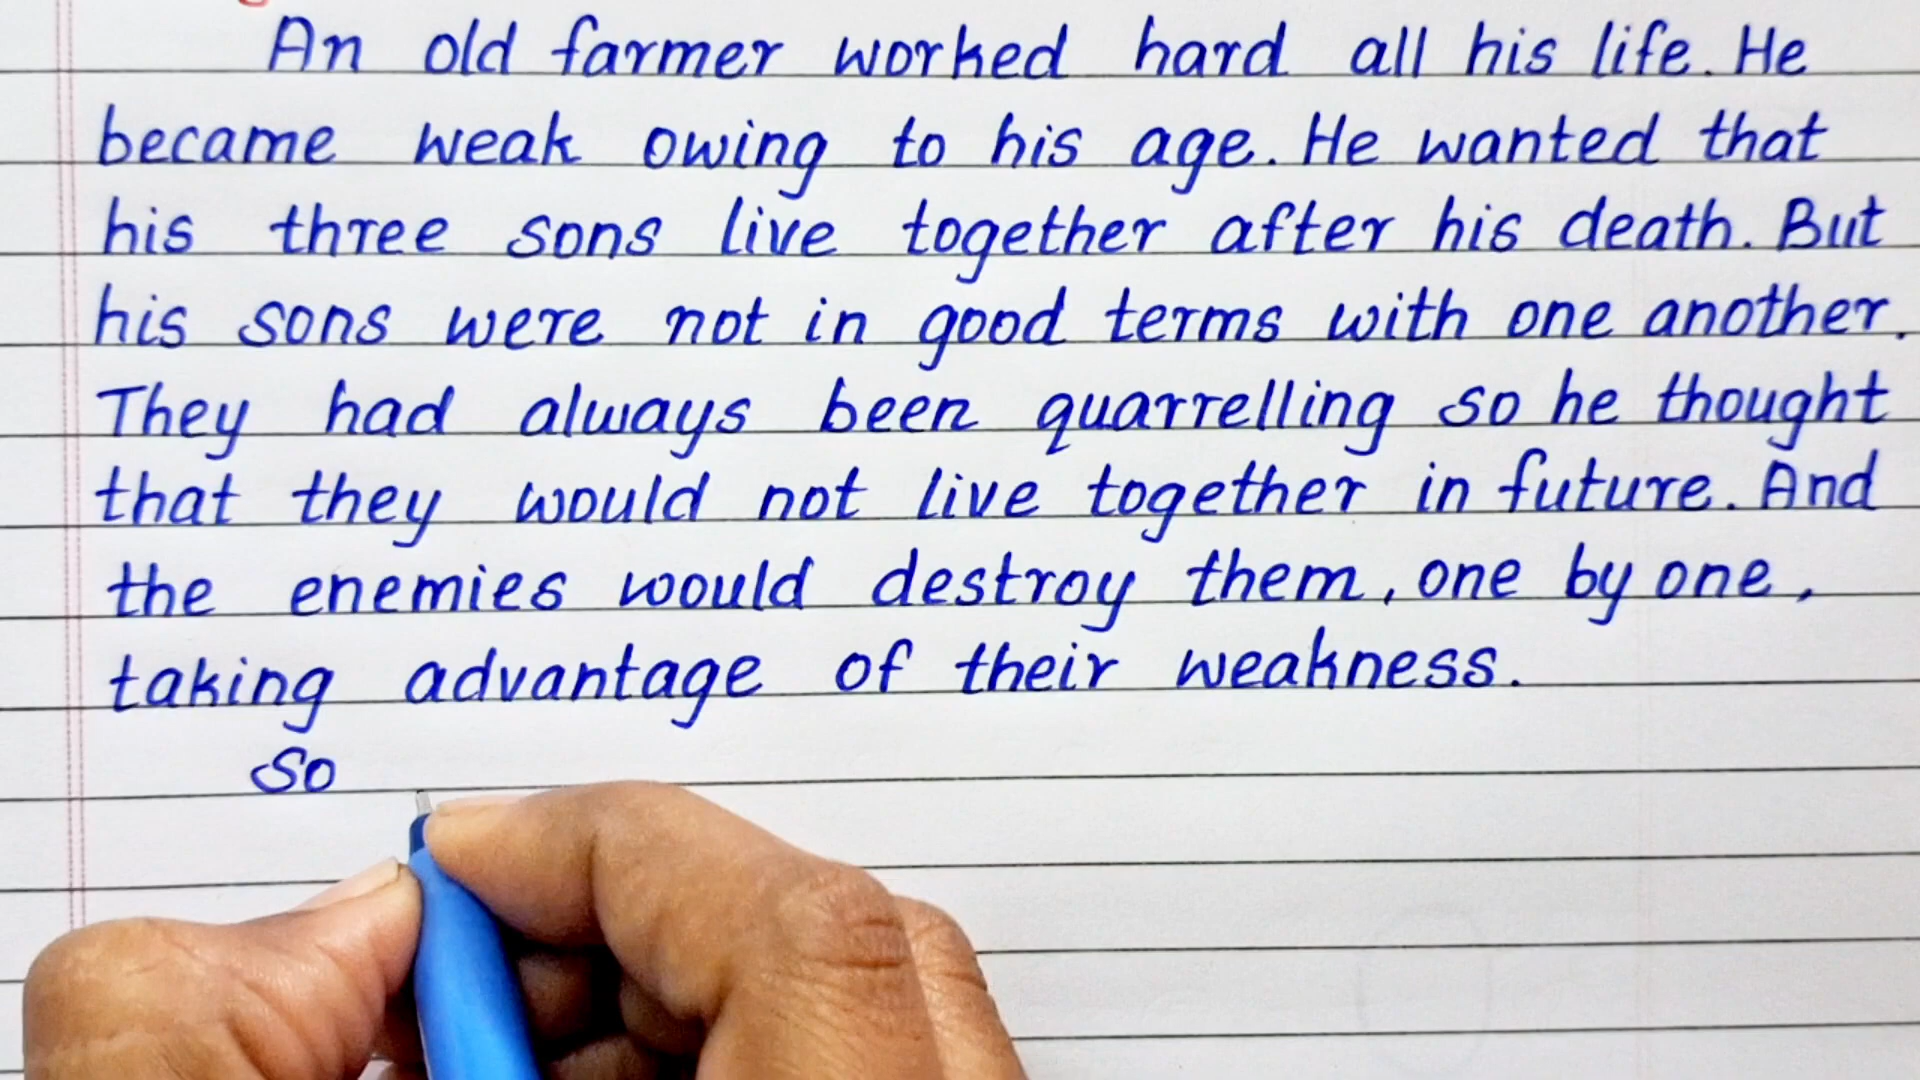 An old farmer worked hard all his life. He
became weak owing to his age. He wanted that
his three sons live together after his death. But
his sons were not in good terms with one another.
They had always been quarrelling so he thought
that they would not live together in future. And
the enemies would destroy them, one by one,
taking advantage of their weakness.
So